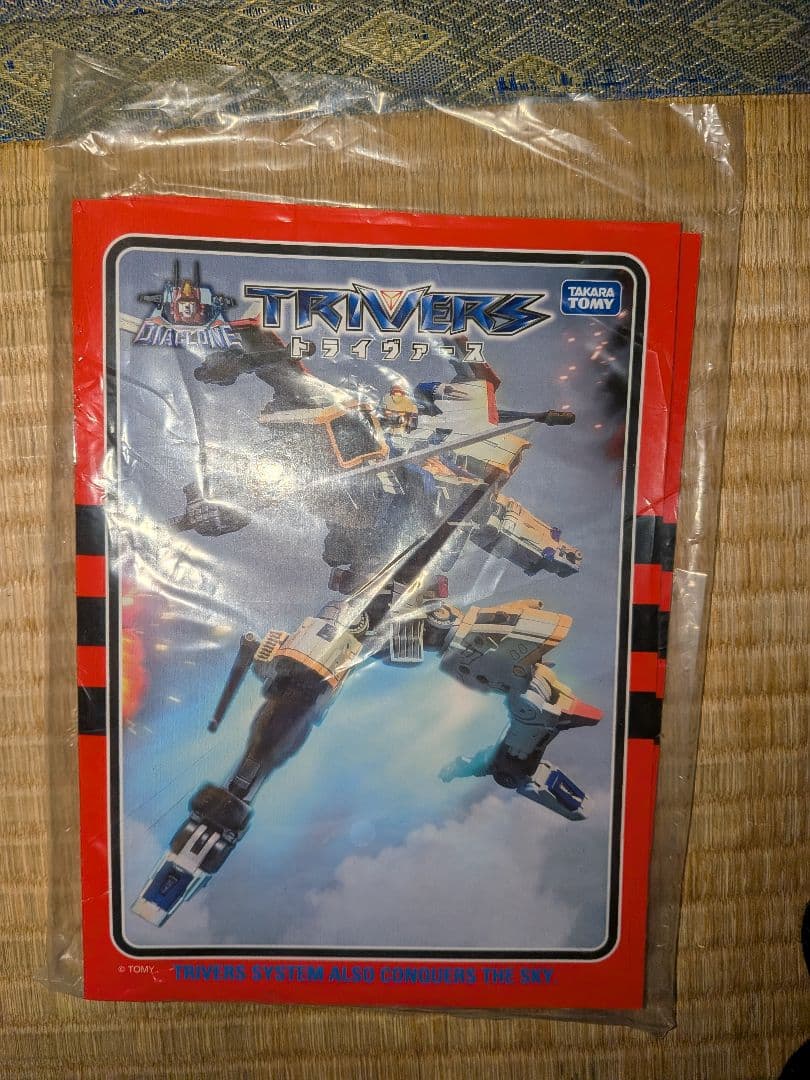 DIACLONE
TRIVERS
トライヴァース
TAKARA
TOMY
© TOMY
TRIVERS SYSTEM ALSO CONQUERS THE SKY.